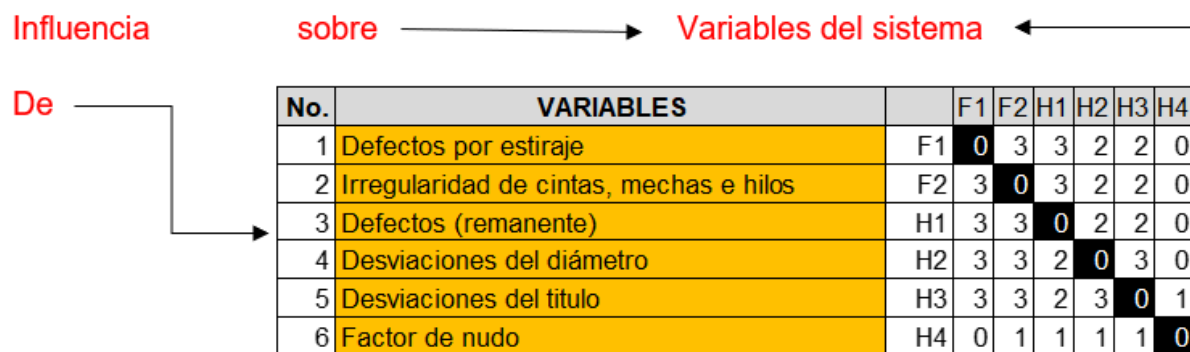 Influencia sobre Variables del sistema
De
No. VARIABLES F1 F2 H1 H2 H3 H4
1 Defectos por estiraje F1 0 3 3 2 2 0
2 Irregularidad de cintas, mechas e hilos F2 3 0 3 2 2 0
3 Defectos (remanente) H1 3 3 0 2 2 0
4 Desviaciones del diámetro H2 3 3 2 0 3 0
5 Desviaciones del titulo H3 3 3 2 3 0 1
6 Factor de nudo H4 0 1 1 1 1 0